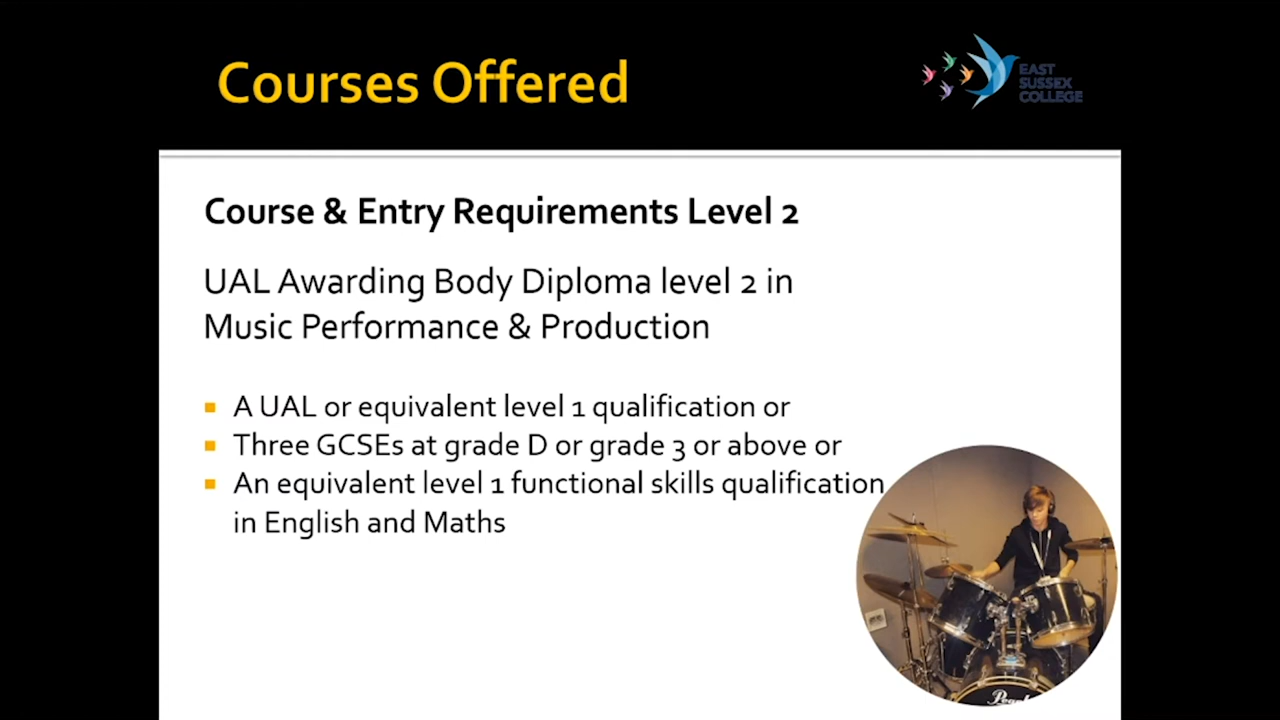 Courses Offered
EAST
SUSSEX
COLLEGE
Course & Entry Requirements Level 2
UAL Awarding Body Diploma level 2 in
Music Performance & Production
A UAL or equivalent level 1 qualification or
Three GCSEs at grade D or grade 3 or above or
An equivalent level 1 functional skills qualification
in English and Maths